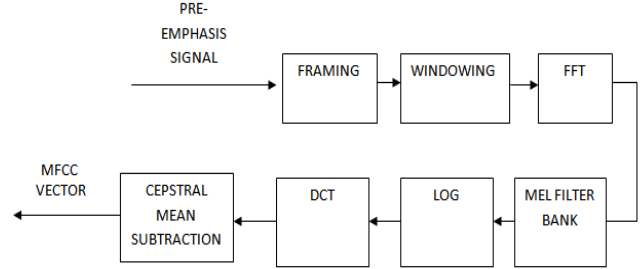 PRE-
EMPHASIS
SIGNAL
FRAMING
WINDOWING
FFT
MFCC
VECTOR
CEPSTRAL
MEAN
SUBTRACTION
DCT
LOG
MEL FILTER
BANK